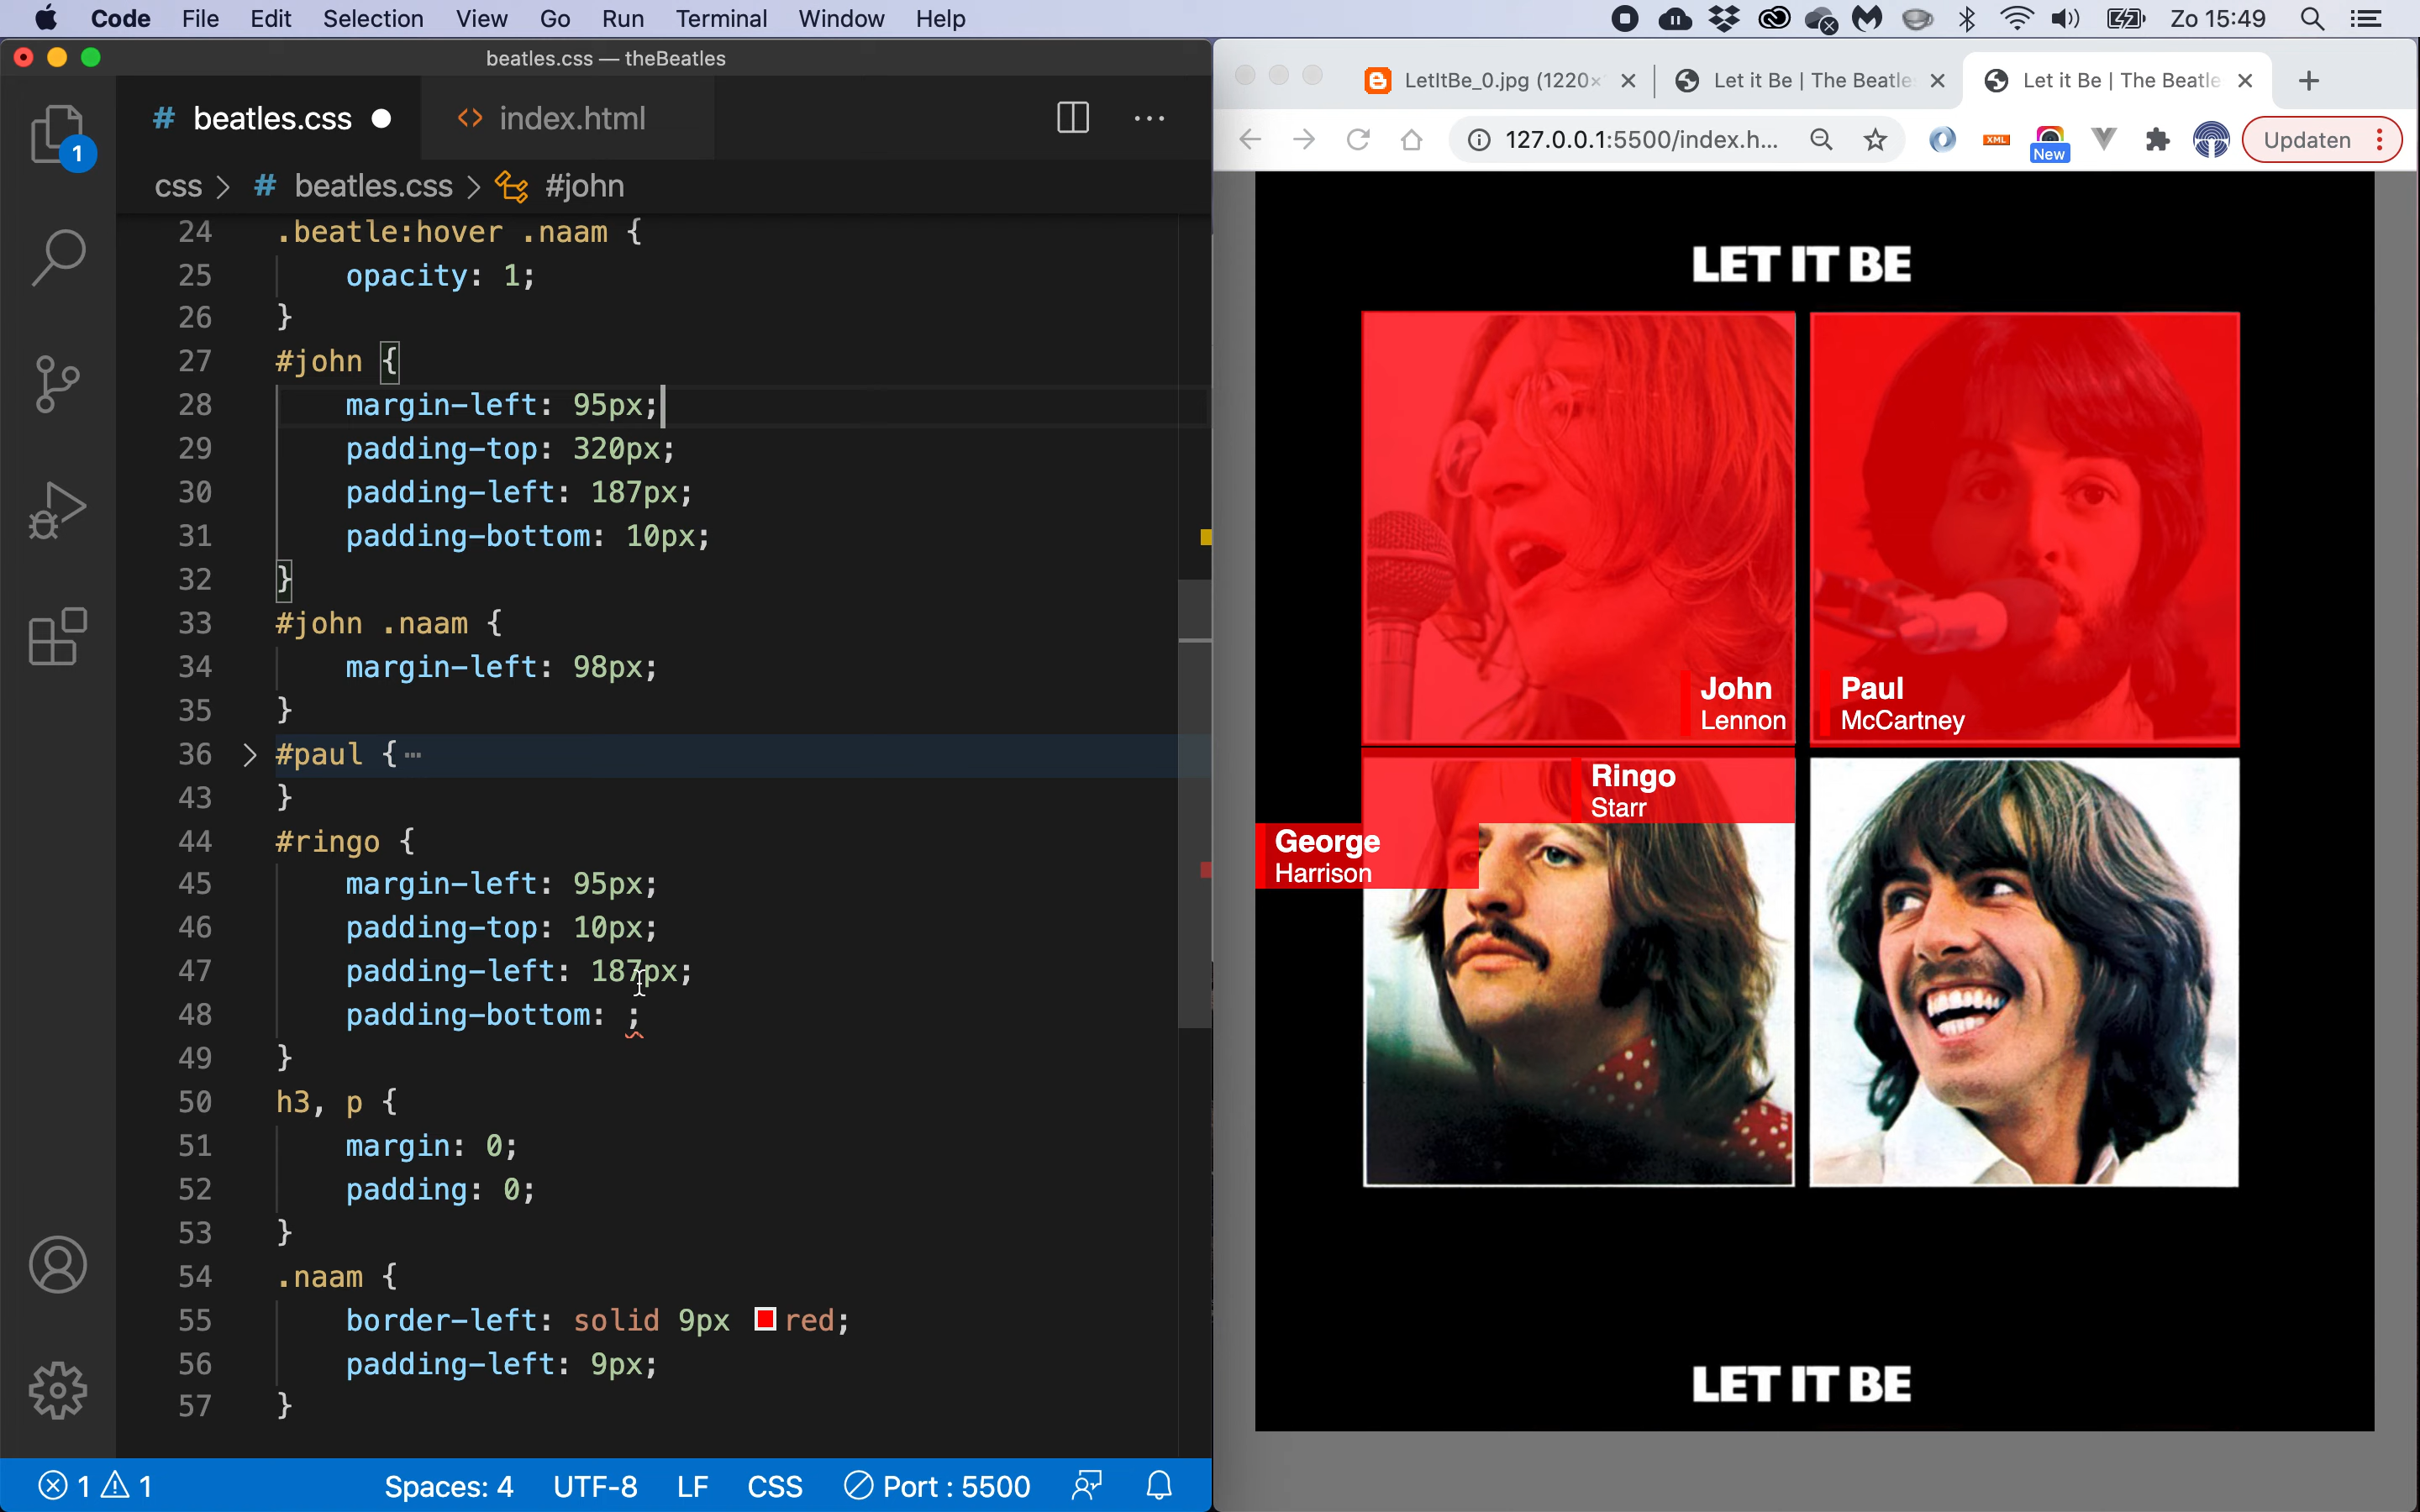 Code File Edit Selection View Go Run Terminal Window Help
Zo 15:49
beatles.css — theBeatles
# beatles.css
<> index.html
1
css > # beatles.css > #john
24 .beatle:hover .naam {
25 opacity: 1;
26 }
27 #john {
28 margin-left: 95px;
29 padding-top: 320px;
30 padding-left: 187px;
31 padding-bottom: 10px;
32 }
33 #john .naam {
34 margin-left: 98px;
35 }
36 > #paul {⋯
43 }
44 #ringo {
45 margin-left: 95px;
46 padding-top: 10px;
47 padding-left: 187px;
48 padding-bottom: ;
49 }
50 h3, p {
51 margin: 0;
52 padding: 0;
53 }
54 .naam {
55 border-left: solid 9px red;
56 padding-left: 9px;
57 }
1 1
Spaces: 4 UTF-8 LF CSS Port : 5500
LetItBe_0.jpg (1220×
Let it Be | The Beatle
Let it Be | The Beatle
127.0.0.1:5500/index.h...
XML
New
Updaten
LET IT BE
John
Lennon
Paul
McCartney
Ringo
Starr
George
Harrison
LET IT BE